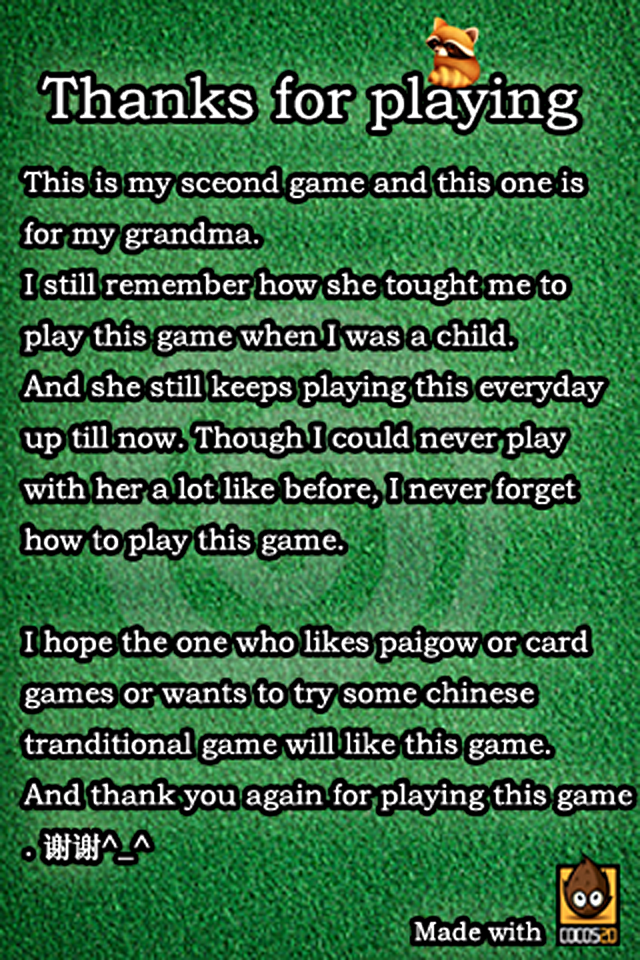 Thanks for playing
This is my sceond game and this one is
for my grandma.
I still remember how she tought me to
play this game when I was a child.
And she still keeps playing this everyday
up till now. Though I could never play
with her a lot like before, I never forget
how to play this game.
I hope the one who likes paigow or card
games or wants to try some chinese
tranditional game will like this game.
And thank you again for playing this game
. 谢谢^_^
Made with
COCOS2D